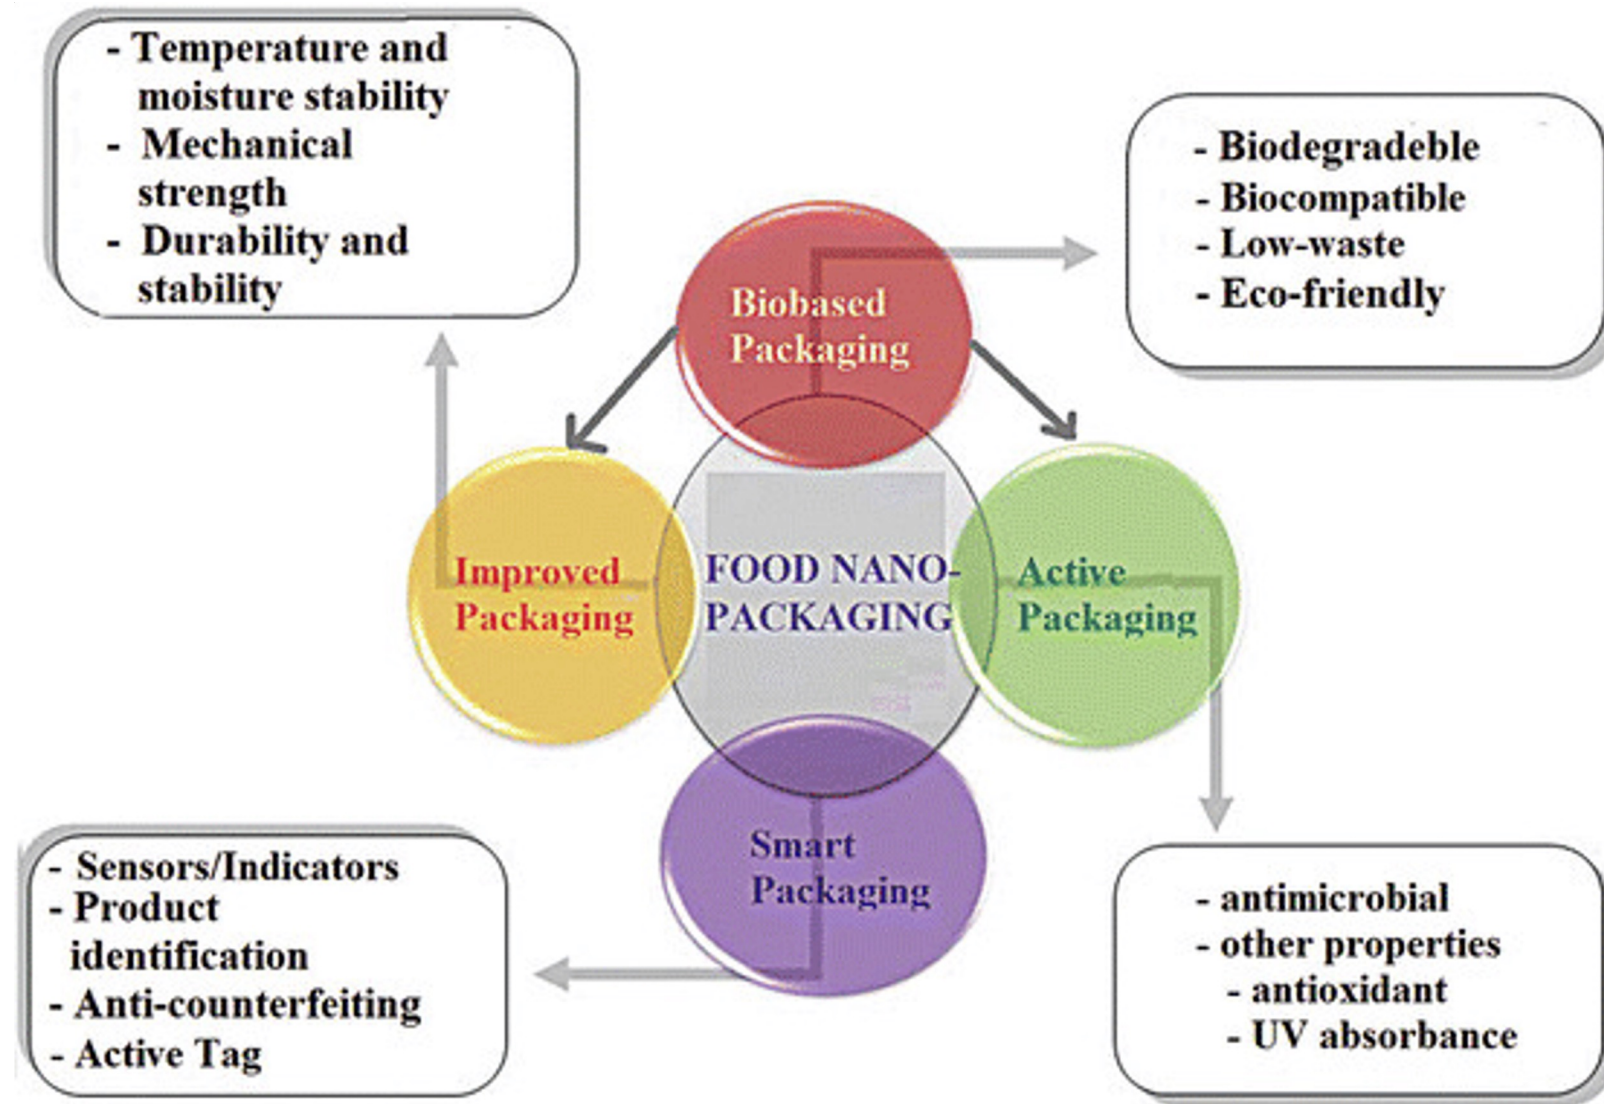 - Temperature and
moisture stability
- Mechanical
strength
- Durability and
stability
- Biodegradeble
- Biocompatible
- Low-waste
- Eco-friendly
Biobased
Packaging
Improved
Packaging
FOOD NANO-
PACKAGING
Active
Packaging
Smart
Packaging
- Sensors/Indicators
- Product
identification
- Anti-counterfeiting
- Active Tag
- antimicrobial
- other properties
- antioxidant
- UV absorbance